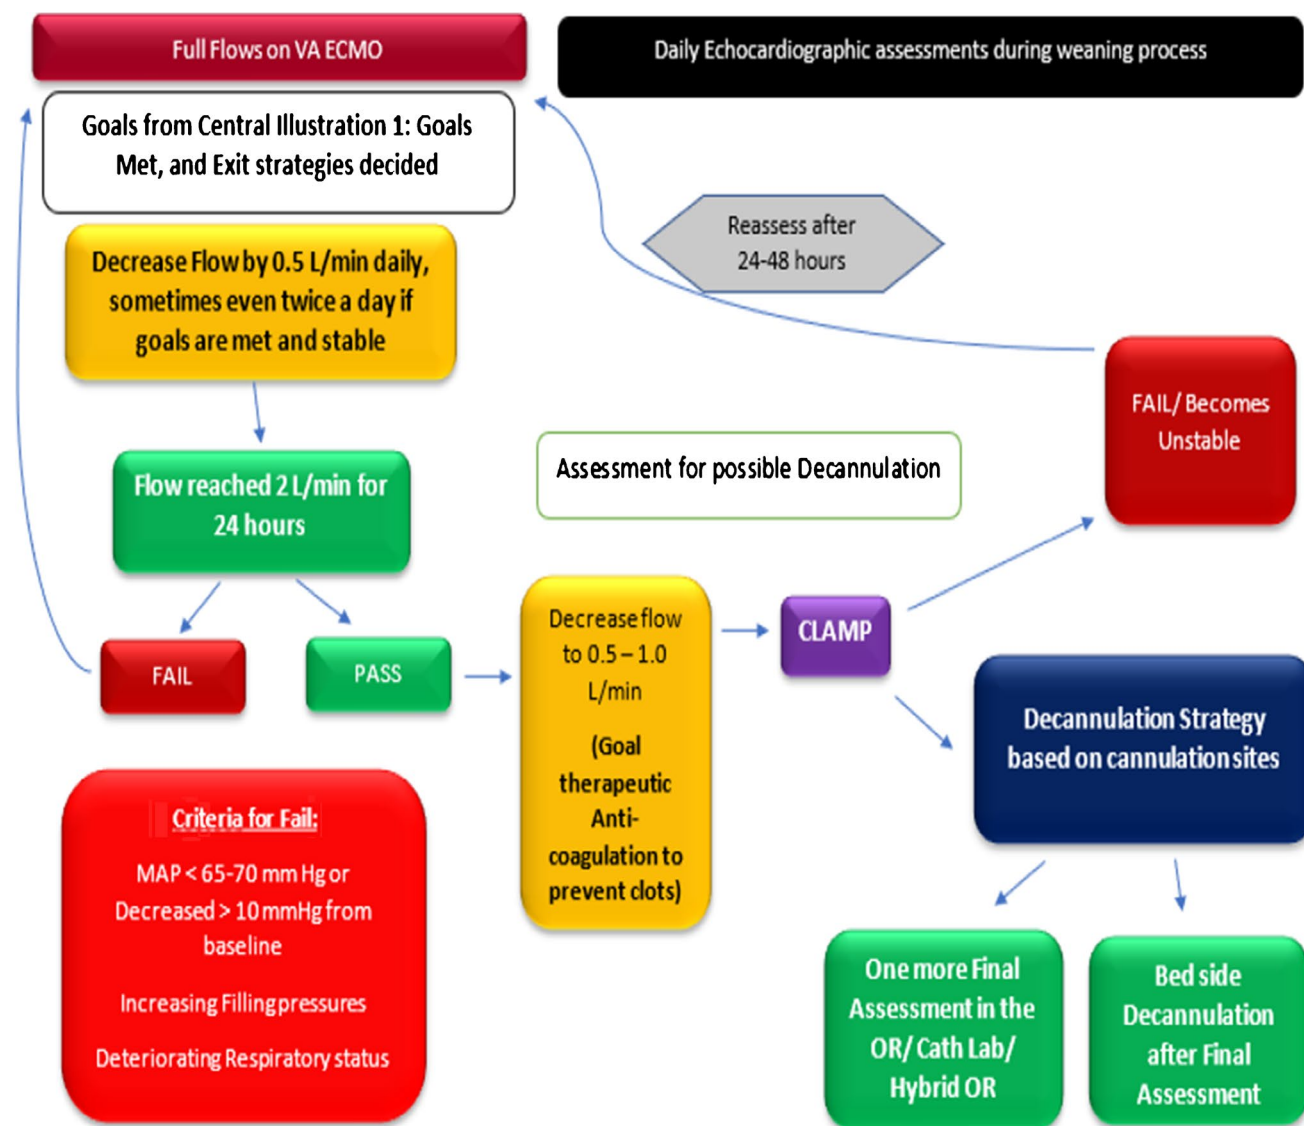 Full Flows on VA ECMO
Daily Echocardiographic assessments during weaning process
Goals from Central Illustration 1: Goals
Met, and Exit strategies decided
Decrease Flow by 0.5 L/min daily,
sometimes even twice a day if
goals are met and stable
Reassess after
24-48 hours
FAIL/ Becomes
Unstable
Flow reached 2 L/min for
24 hours
Assessment for possible Decannulation
FAIL
PASS
Decrease flow
to 0.5 – 1.0
L/min
(Goal
therapeutic
Anti-
coagulation to
prevent clots)
CLAMP
Decannulation Strategy
based on cannulation sites
Criteria for Fail:
MAP < 65-70 mm Hg or
Decreased > 10 mmHg from
baseline
Increasing Filling pressures
Deteriorating Respiratory status
One more Final
Assessment in the
OR/ Cath Lab/
Hybrid OR
Bed side
Decannulation
after Final
Assessment